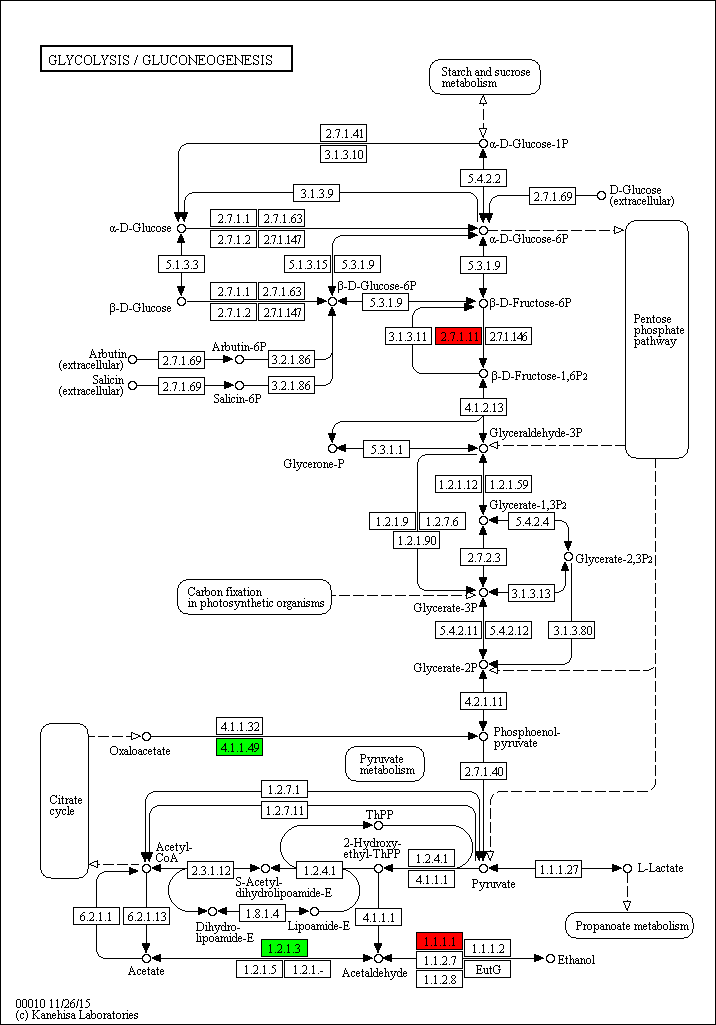 GLYCOLYSIS / GLUCONEOGENESIS
Starch and sucrose
metabolism
2.7.1.41
3.1.3.10
α-D-Glucose-1P
5.4.2.2
3.1.3.9
2.7.1.69
D-Glucose
(extracellular)
α-D-Glucose
2.7.1.1
2.7.1.63
2.7.1.2
2.7.1.147
α-D-Glucose-6P
5.1.3.3
5.1.3.15
5.3.1.9
5.3.1.9
β-D-Glucose
2.7.1.1
2.7.1.63
2.7.1.2
2.7.1.147
β-D-Glucose-6P
5.3.1.9
β-D-Fructose-6P
Pentose
phosphate
pathway
3.1.3.11
2.7.1.11
2.7.1.146
Arbutin
(extracellular)
2.7.1.69
Arbutin-6P
3.2.1.86
Salicin
(extracellular)
2.7.1.69
Salicin-6P
3.2.1.86
β-D-Fructose-1,6P2
4.1.2.13
Glyceraldehyde-3P
Glycerone-P
5.3.1.1
1.2.1.12
1.2.1.59
Glycerate-1,3P2
1.2.1.9
1.2.7.6
1.2.1.90
5.4.2.4
2.7.2.3
Glycerate-2,3P2
Carbon fixation
in photosynthetic organisms
Glycerate-3P
3.1.3.13
5.4.2.11
5.4.2.12
3.1.3.80
Glycerate-2P
4.2.1.11
4.1.1.32
Oxaloacetate
4.1.1.49
Phosphoenol-
pyruvate
Pyruvate
metabolism
2.7.1.40
Citrate
cycle
1.2.7.1
1.2.7.11
ThPP
Acetyl-
CoA
2-Hydroxy-
ethyl-ThPP
2.3.1.12
S-Acetyl-
dihydrolipoamide-E
1.2.4.1
1.2.4.1
4.1.1.1
Pyruvate
1.1.1.27
L-Lactate
6.2.1.1
6.2.1.13
Dihydro-
lipoamide-E
1.8.1.4
Lipoamide-E
4.1.1.1
Propanoate metabolism
Acetate
1.2.1.3
1.2.1.5
1.2.1.-
Acetaldehyde
1.1.1.1
1.1.1.2
1.1.2.7
EutG
1.1.2.8
Ethanol
00010 11/26/15
(c) Kanehisa Laboratories